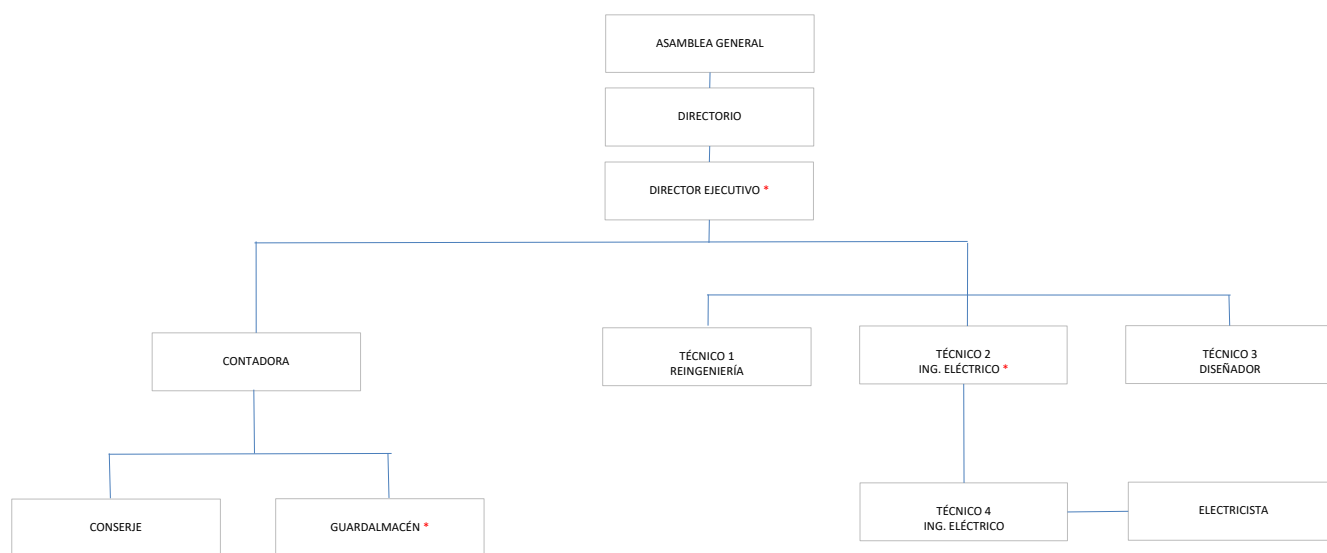 ASAMBLEA GENERAL
DIRECTORIO
DIRECTOR EJECUTIVO *
CONTADORA
TÉCNICO 1
REINGENIERÍA
TÉCNICO 2
ING. ELÉCTRICO *
TÉCNICO 3
DISEÑADOR
CONSERJE
GUARDALMACÉN *
TÉCNICO 4
ING. ELÉCTRICO
ELECTRICISTA